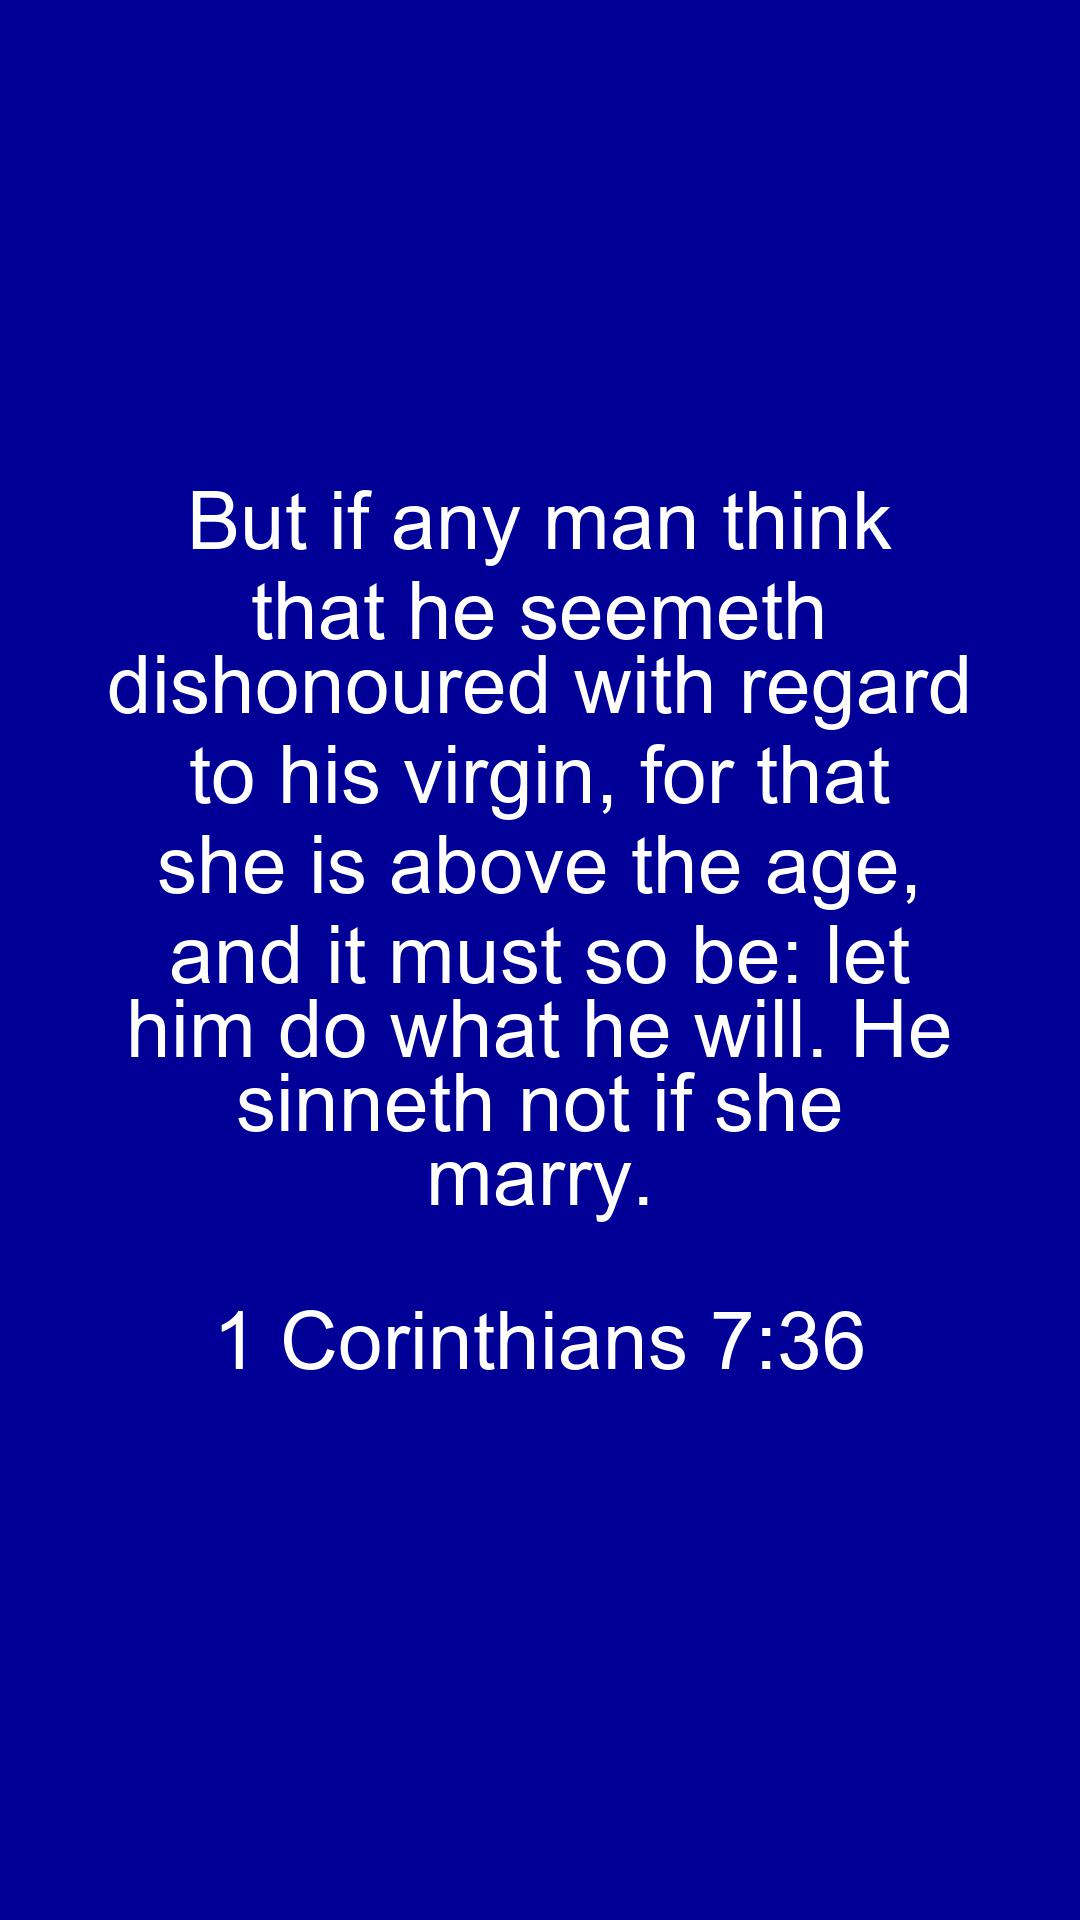 But if any man think
that he seemeth
dishonoured with regard
to his virgin, for that
she is above the age,
and it must so be: let
him do what he will. He
sinneth not if she
marry.
1 Corinthians 7:36